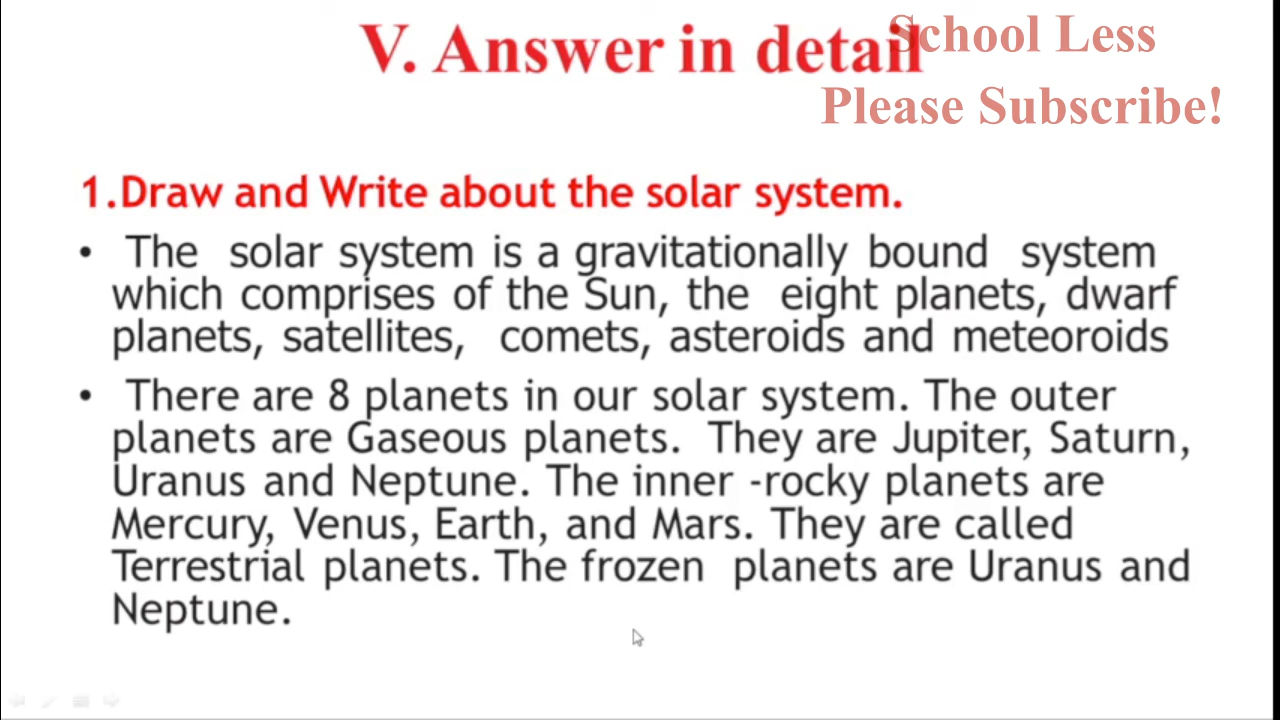 V. Answer in detail
School Less
Please Subscribe!
1.Draw and Write about the solar system.
• The solar system is a gravitationally bound system
which comprises of the Sun, the eight planets, dwarf
planets, satellites, comets, asteroids and meteoroids
• There are 8 planets in our solar system. The outer
planets are Gaseous planets. They are Jupiter, Saturn,
Uranus and Neptune. The inner -rocky planets are
Mercury, Venus, Earth, and Mars. They are called
Terrestrial planets. The frozen planets are Uranus and
Neptune.